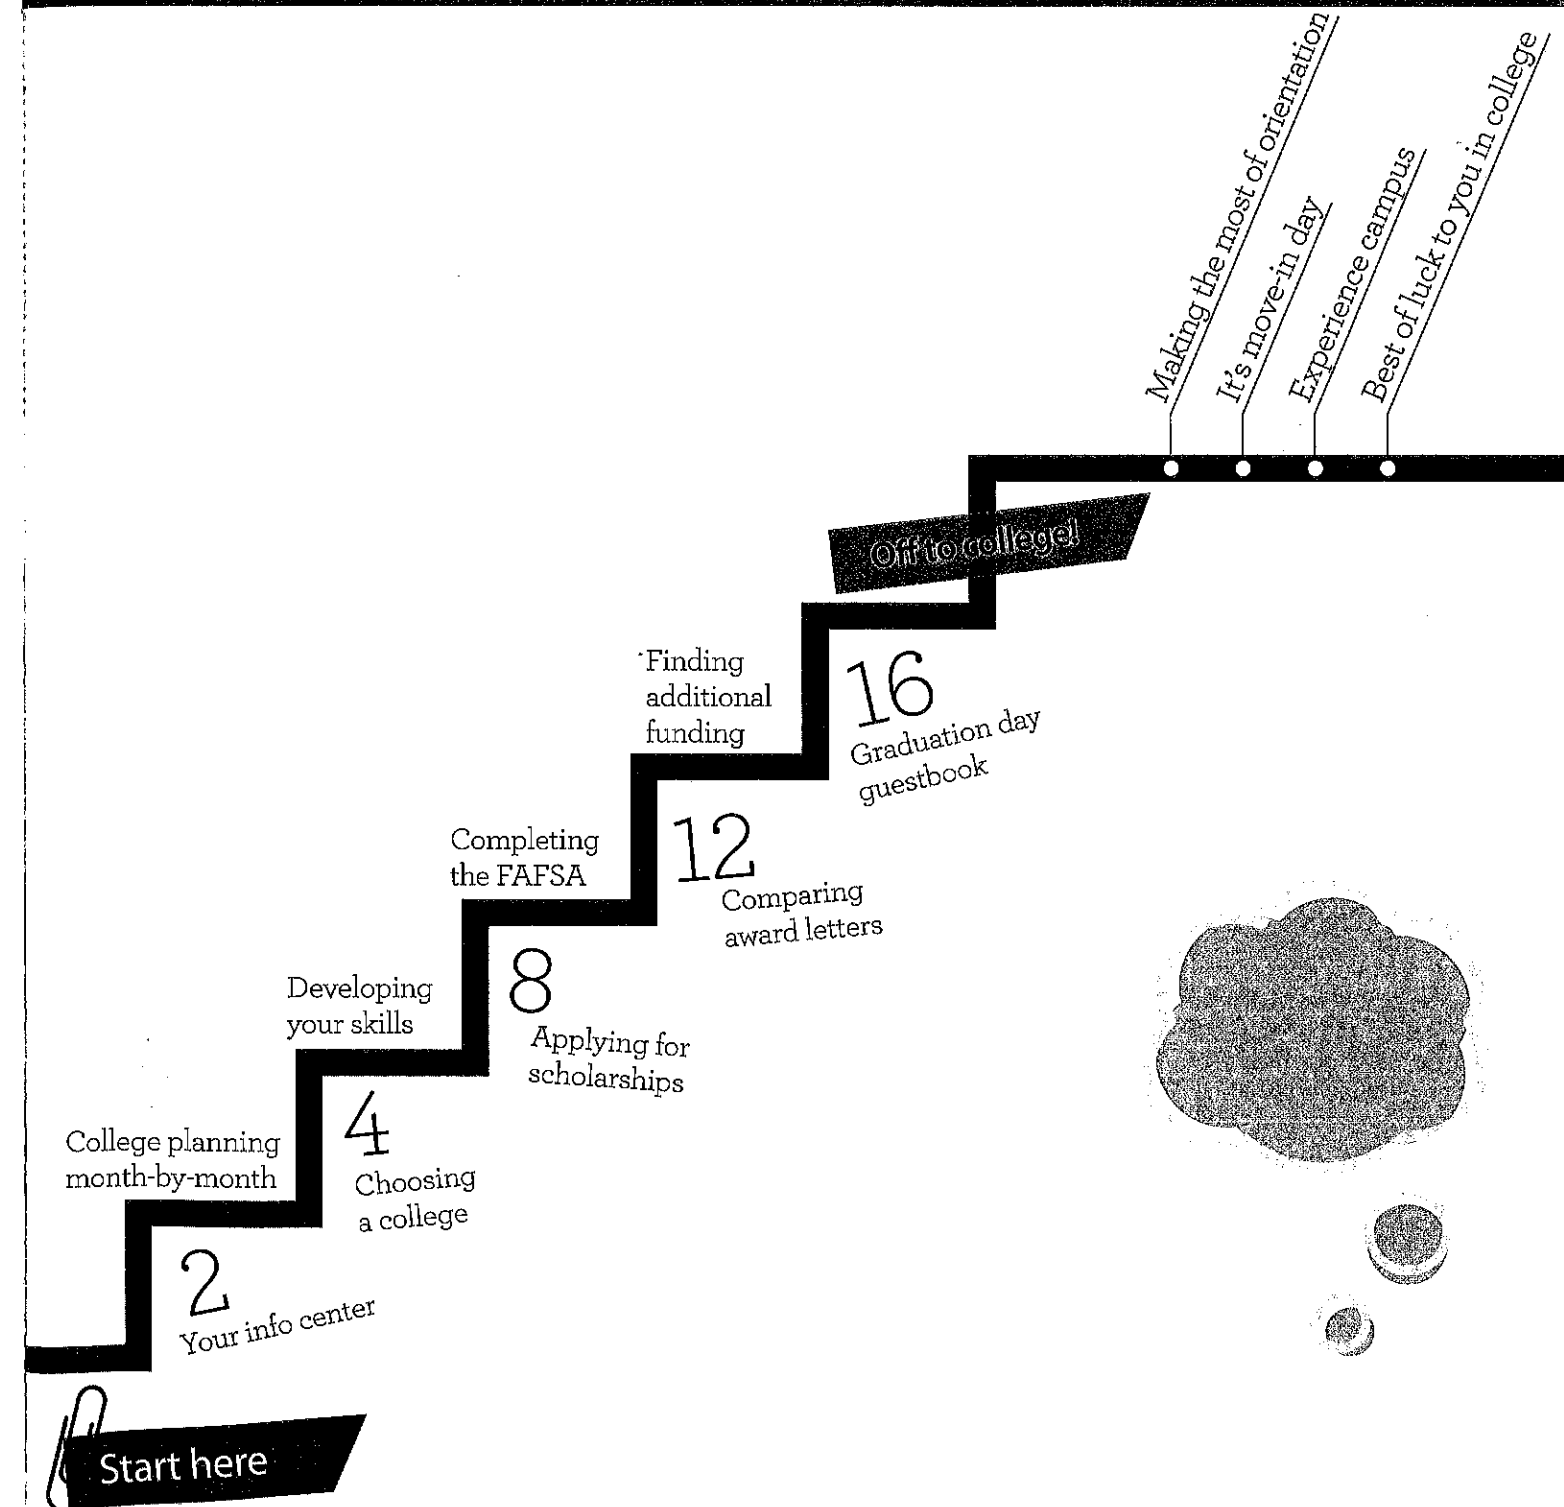 Making the most of orientation
It's move-in day
Experience campus
Best of luck to you in college
Off to college!
Finding
additional
funding
16
Graduation day
guestbook
Completing
the FAFSA
12
Comparing
award letters
Developing
your skills
8
Applying for
scholarships
College planning
month-by-month
4
Choosing
a college
2
Your info center
Start here